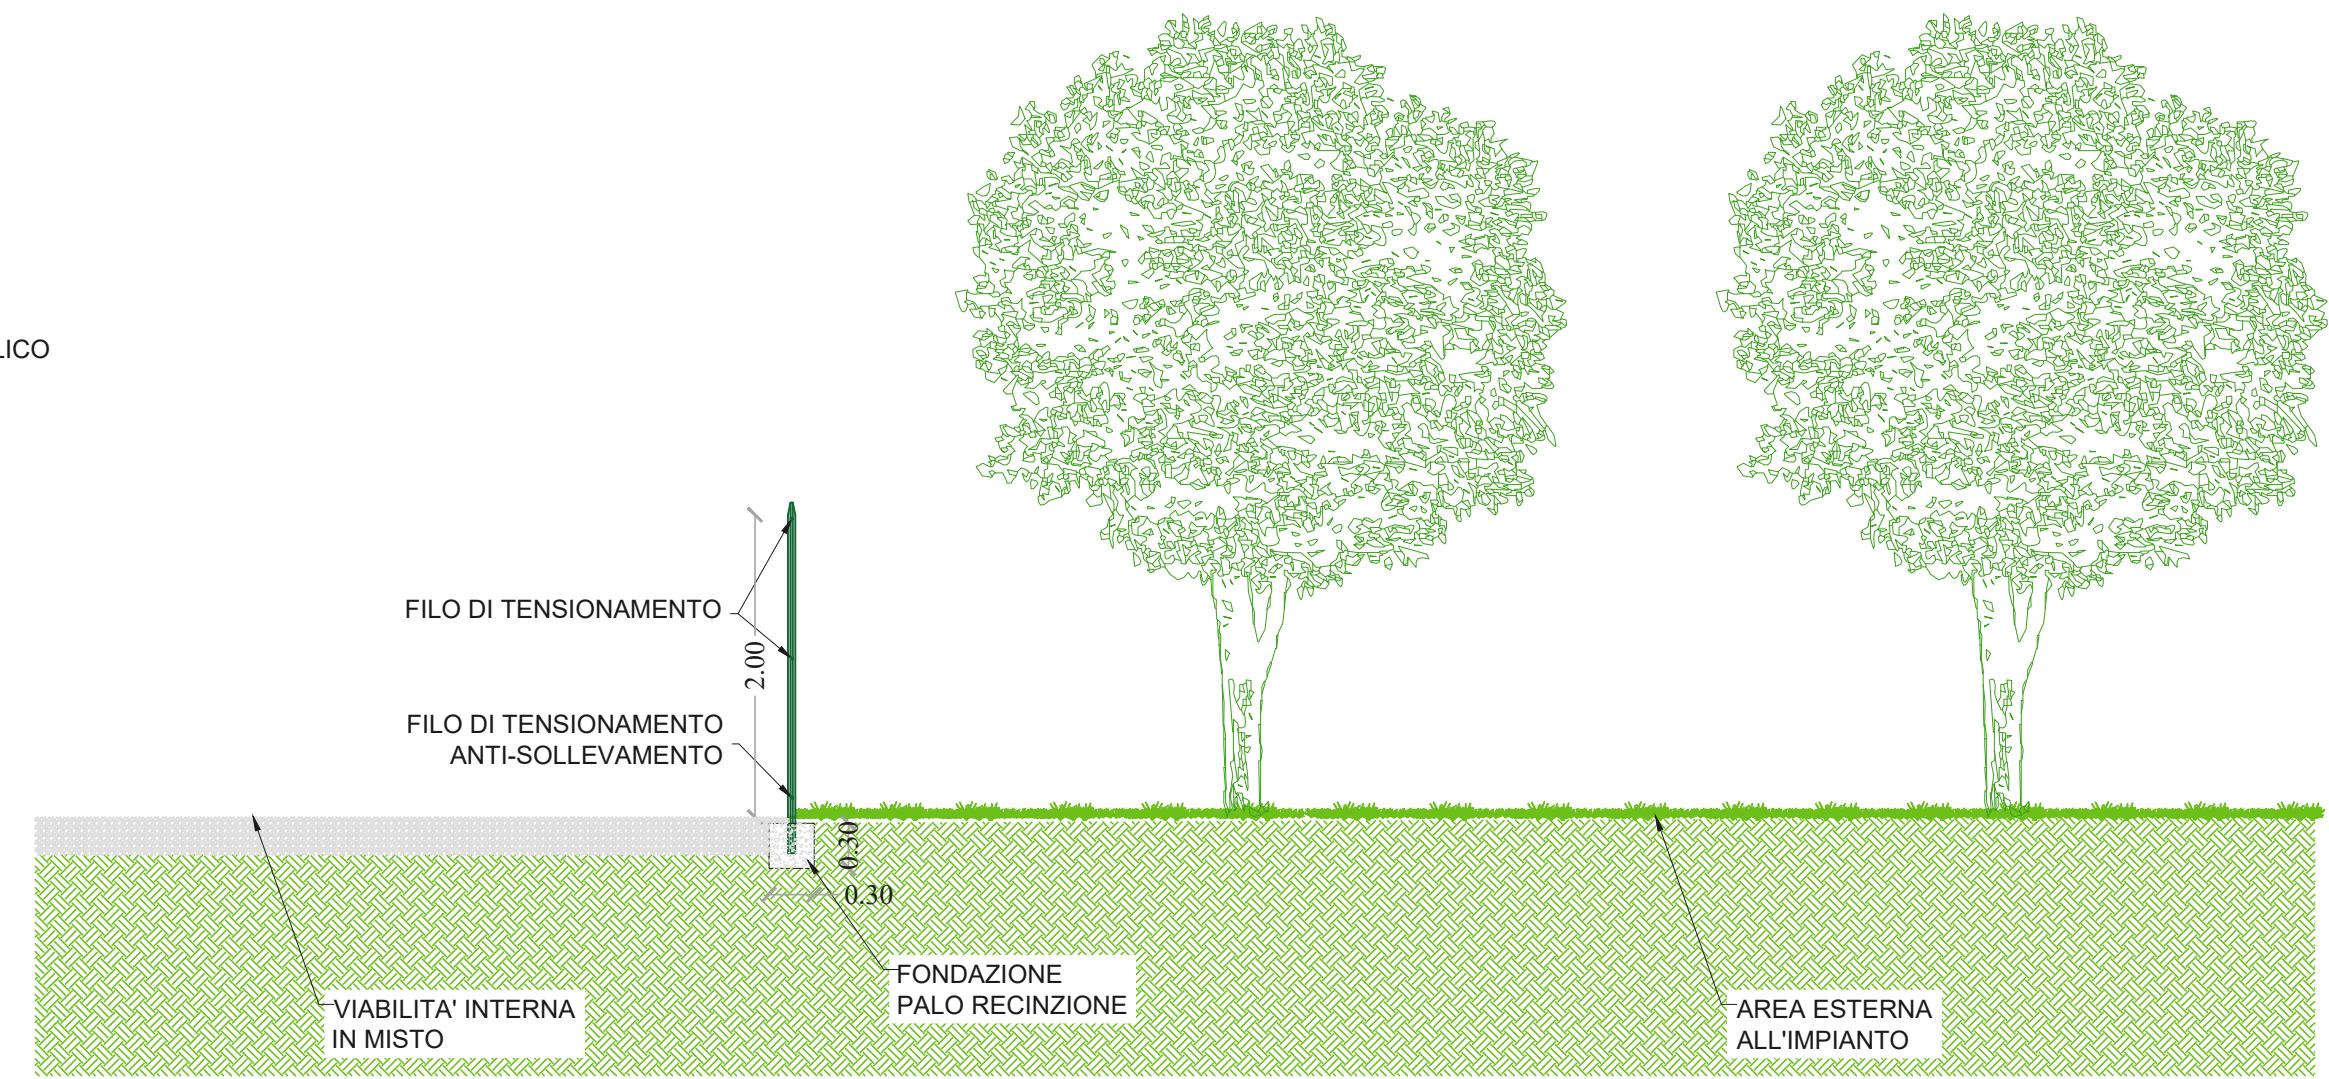 LICO
FILO DI TENSIONAMENTO
2.00
FILO DI TENSIONAMENTO
ANTI-SOLLEVAMENTO
0.30
0.30
FONDAZIONE
PALO RECINZIONE
VIABILITA' INTERNA
IN MISTO
AREA ESTERNA
ALL'IMPIANTO